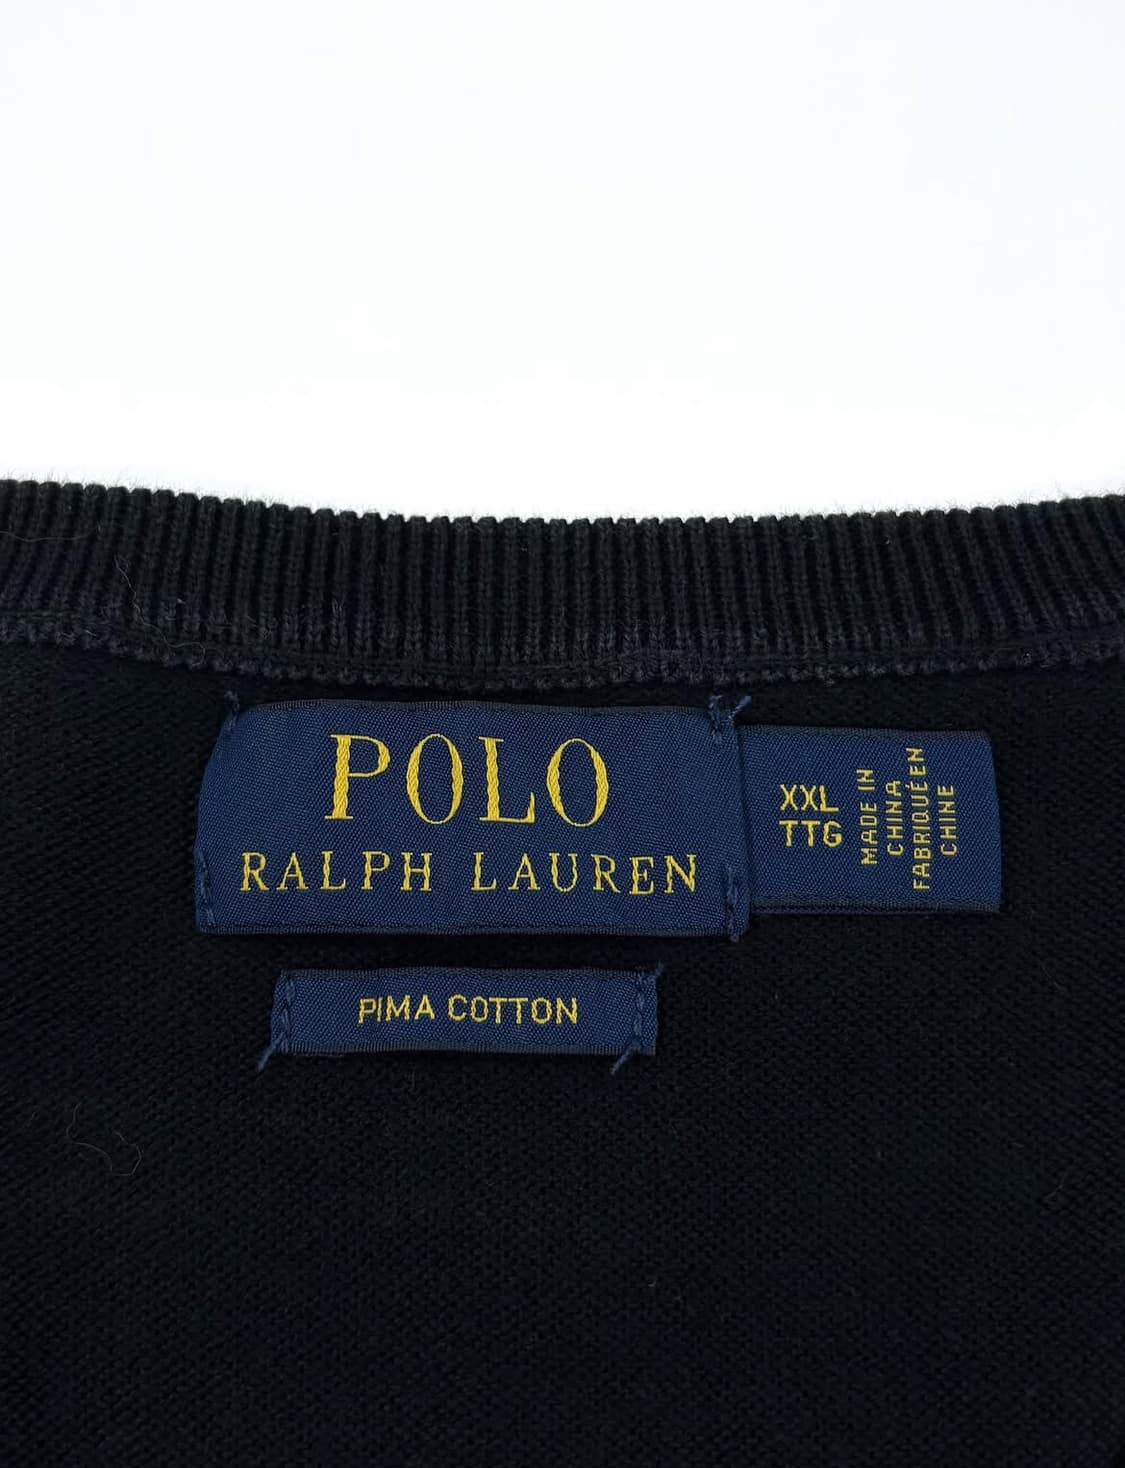 POLO
RALPH LAUREN
XXL
TTG
MADE IN
CHINA
FABRIQUÉ EN
CHINE
PIMA COTTON